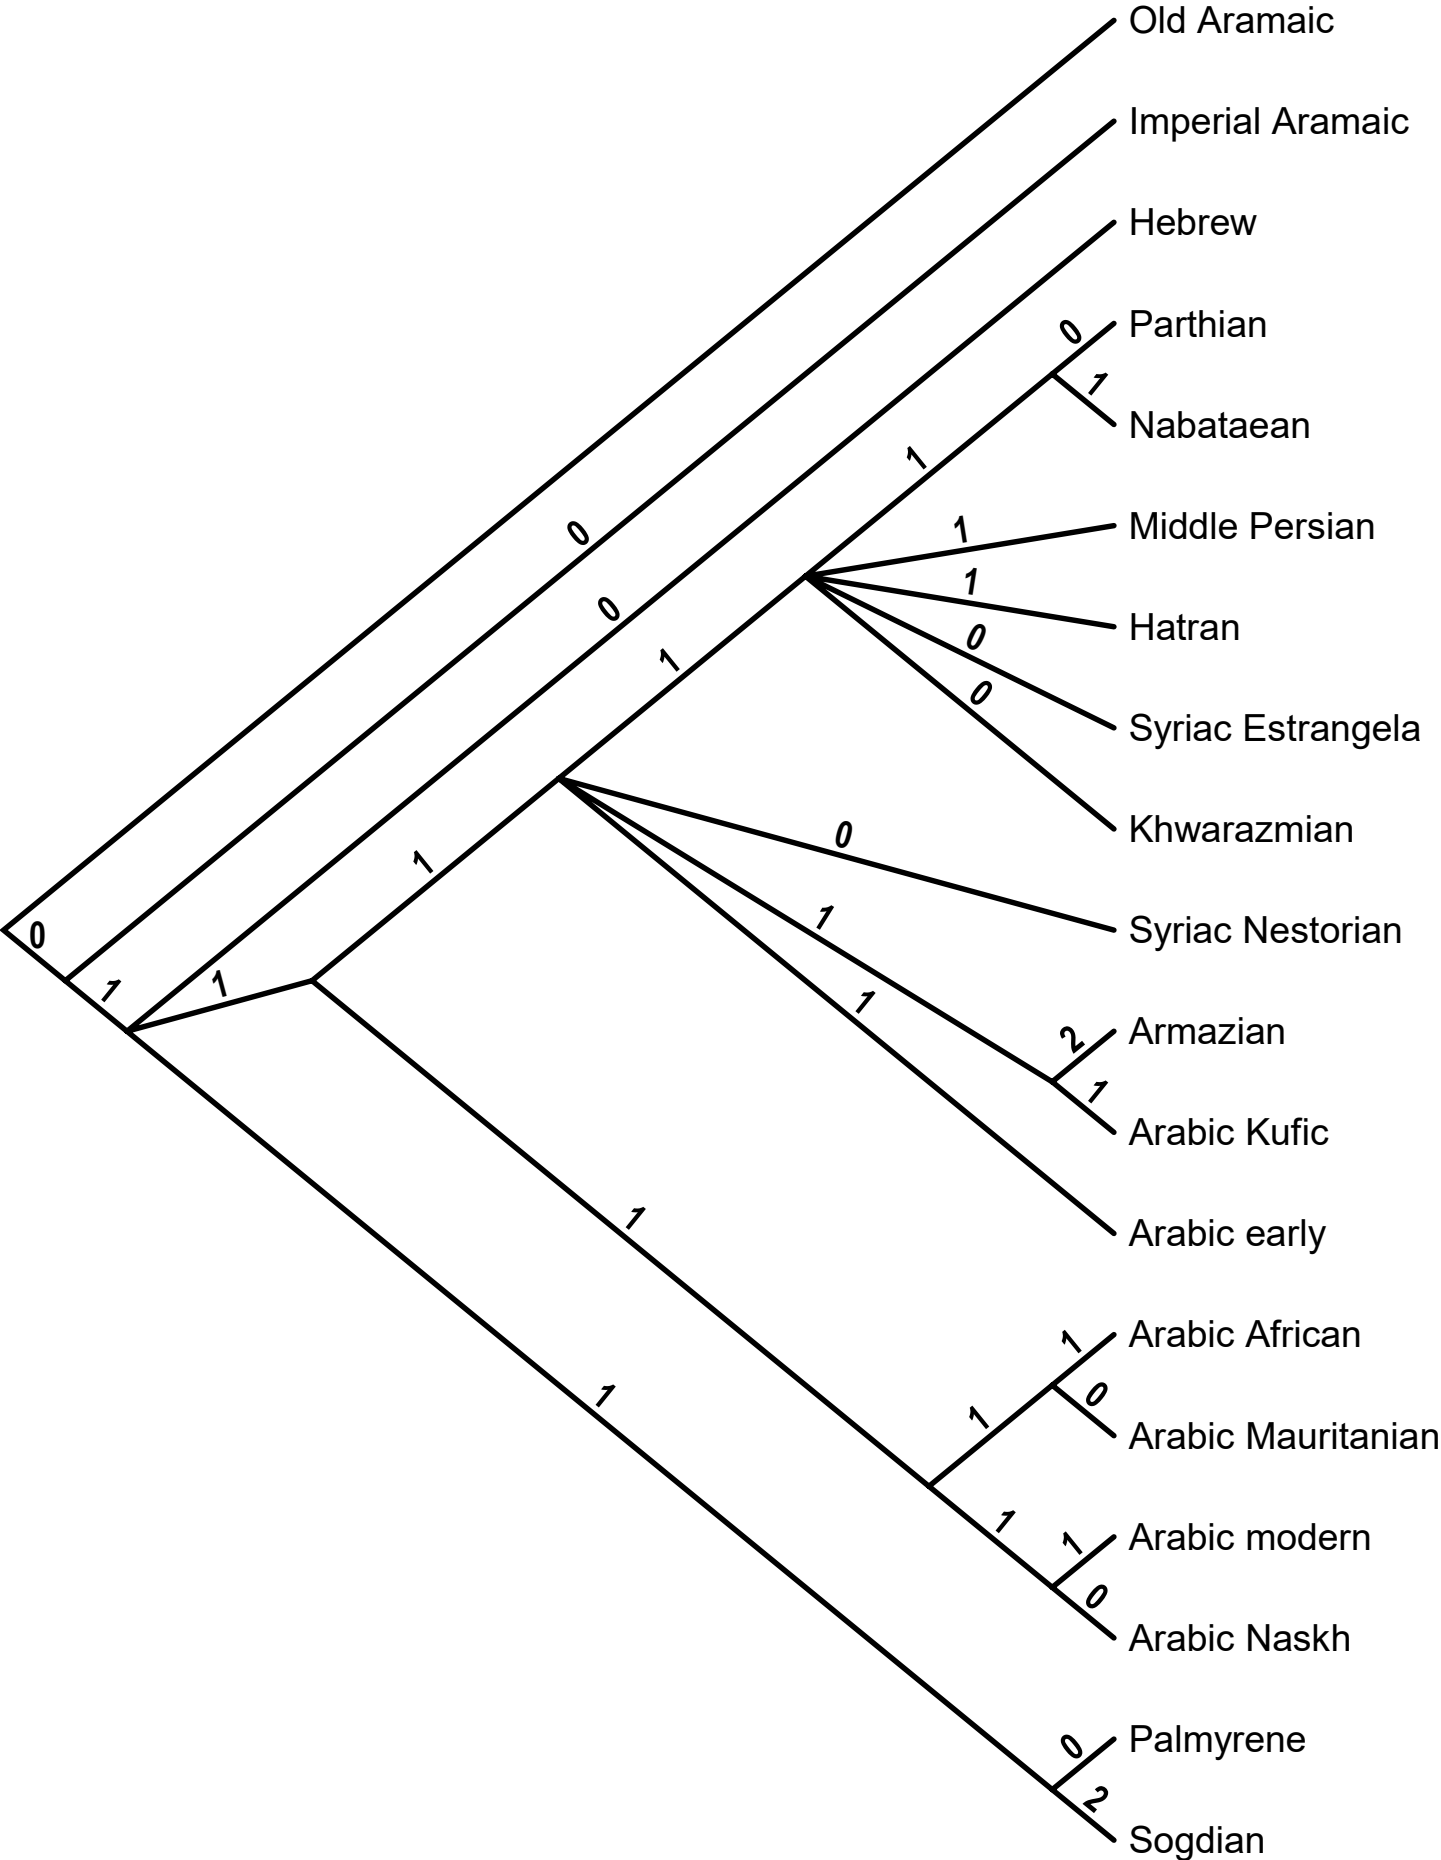 Old Aramaic
Imperial Aramaic
Hebrew
0
Parthian
1
Nabataean
1
1
Middle Persian
0
1
Hatran
0
0
1
Syriac Estrangela
0
Khwarazmian
0
1
1
Syriac Nestorian
0
1
1
1
2
Armazian
1
Arabic Kufic
1
Arabic early
1
Arabic African
1
0
1
Arabic Mauritanian
1
1
Arabic modern
0
Arabic Naskh
0
Palmyrene
2
Sogdian